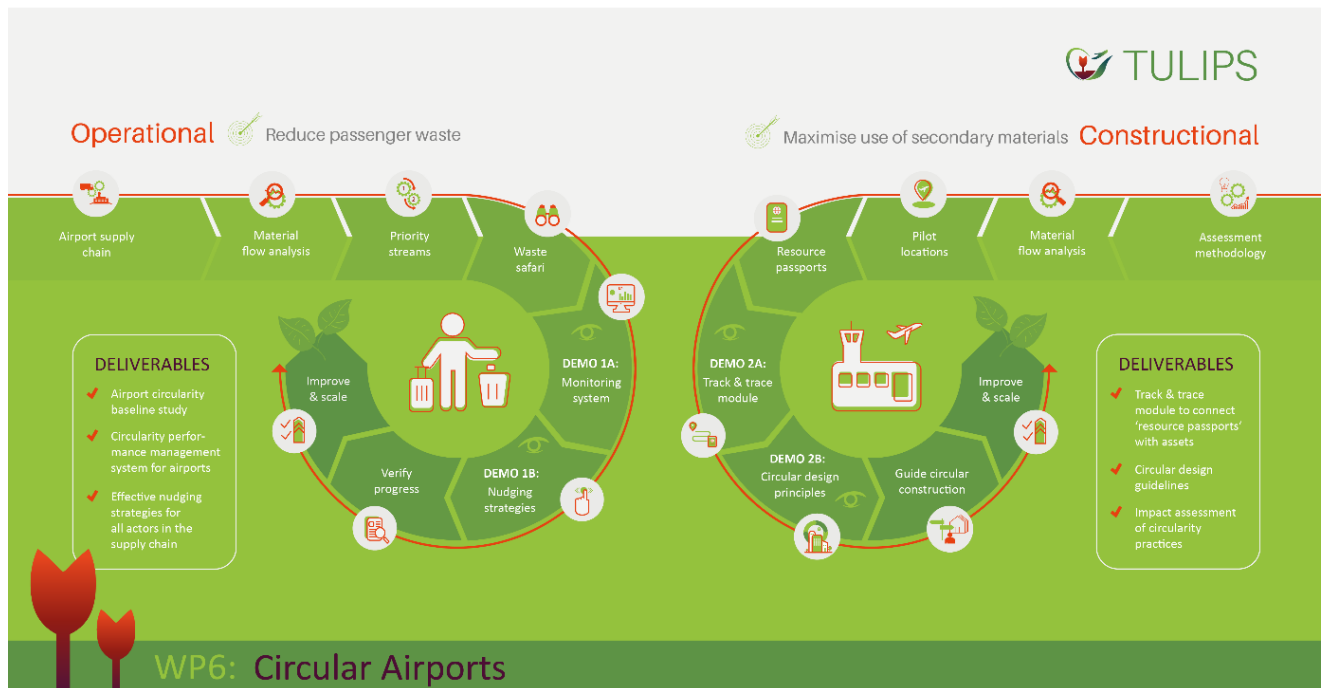 TULIPS
Operational
Reduce passenger waste
Maximise use of secondary materials
Constructional
Airport supply
chain
Material
flow analysis
Priority
streams
Waste
safari
DEMO 1A:
Monitoring
system
DEMO 1B:
Nudging
strategies
Verify
progress
Improve
& scale
DELIVERABLES
Airport circularity
baseline study
Circularity perfor-
mance management
system for airports
Effective nudging
strategies for
all actors in the
supply chain
Assessment
methodology
Material
flow analysis
Pilot
locations
Resource
passports
DEMO 2A:
Track & trace
module
DEMO 2B:
Circular design
principles
Guide circular
construction
Improve
& scale
DELIVERABLES
Track & trace
module to connect
‘resource passports’
with assets
Circular design
guidelines
Impact assessment
of circularity
practices
WP6: Circular Airports